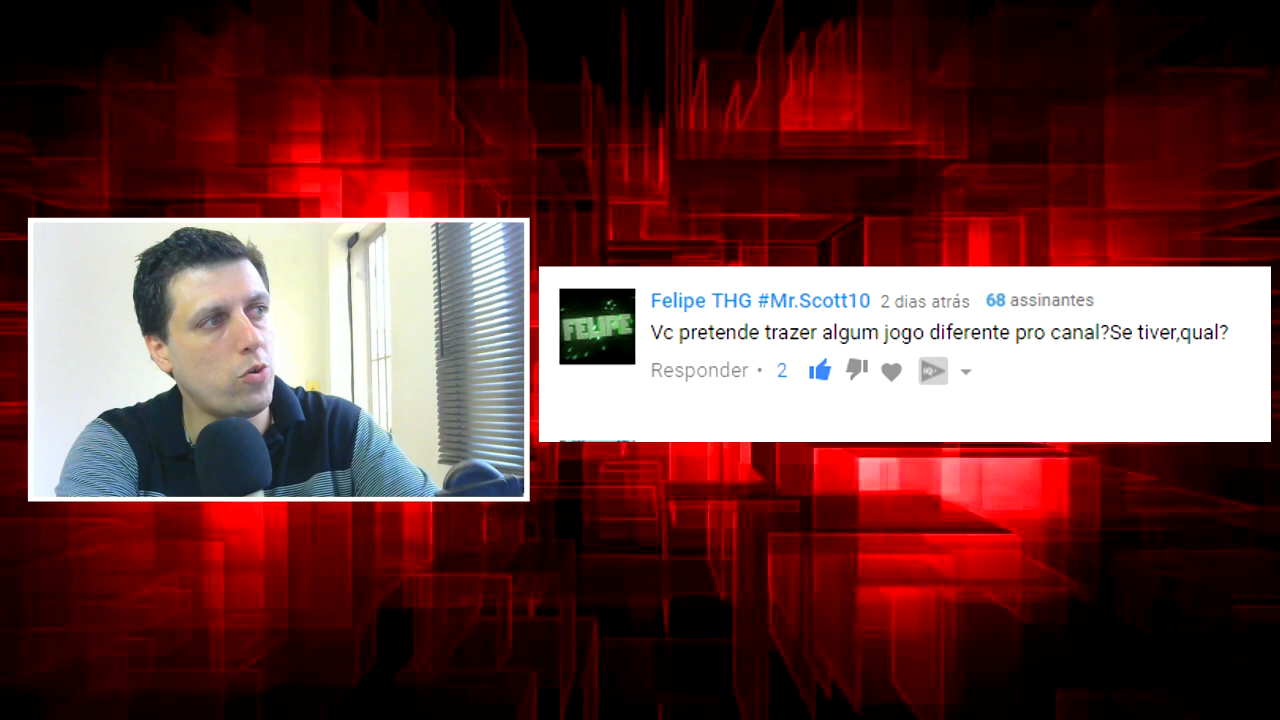 Felipe THG #Mr.Scott10 2 dias atrás 68 assinantes
FELIPE
Vc pretende trazer algum jogo diferente pro canal?Se tiver,qual?
Responder • 2